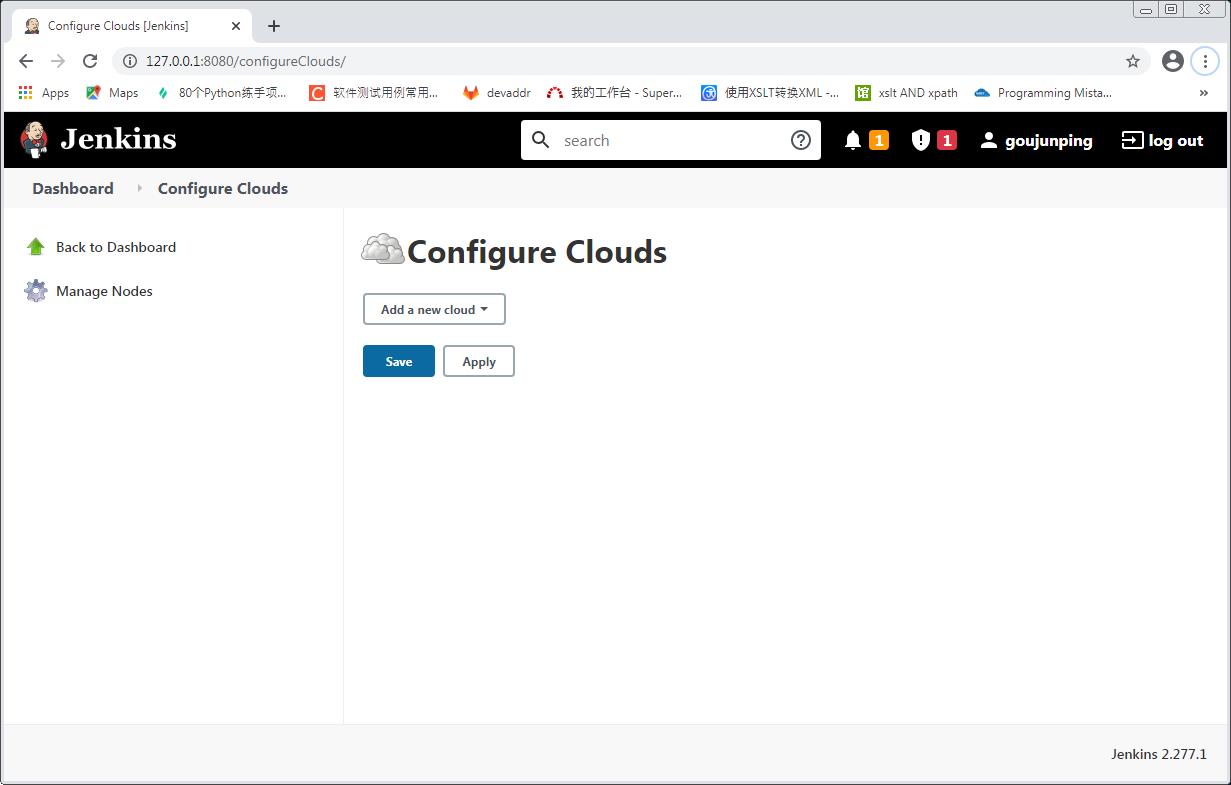 Configure Clouds [Jenkins]
127.0.0.1:8080/configureClouds/
Apps Maps 80个Python练手项... 软件测试用例常用... devaddr 我的工作台 - Super... 使用XSLT转换XML -... xslt AND xpath Programming Mista... »
Jenkins search 1 1 goujunping log out
Dashboard Configure Clouds
Back to Dashboard
Manage Nodes
Configure Clouds
Add a new cloud
Save Apply
Jenkins 2.277.1